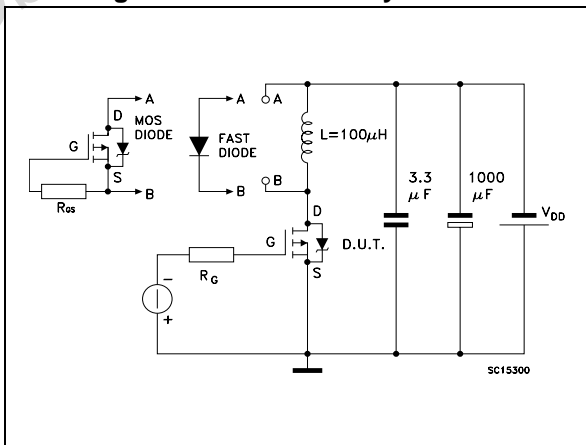 A
D
MOS
DIODE
G
S
B
RGS
A
FAST
DIODE
B
A
L=100μH
B
D
G
D.U.T.
S
RG
-
+
3.3
μF
1000
μF
VDD
SC15300